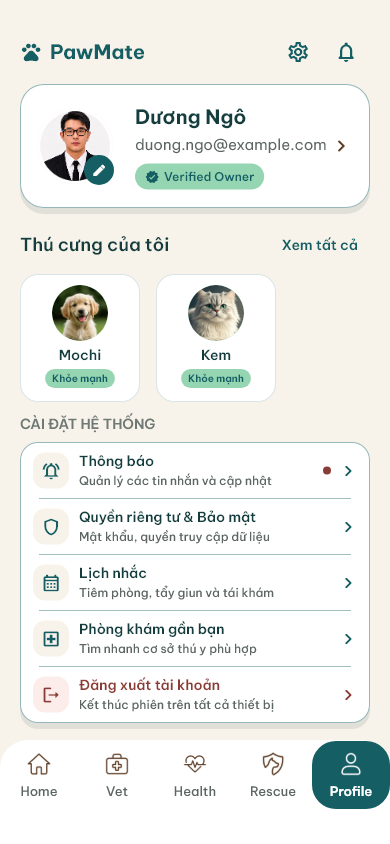 PawMate
Dương Ngô
duong.ngo@example.com
Verified Owner
Thú cưng của tôi
Xem tất cả
Mochi
Khỏe mạnh
Kem
Khỏe mạnh
CÀI ĐẶT HỆ THỐNG
Thông báo
Quản lý các tin nhắn và cập nhật
Quyền riêng tư & Bảo mật
Mật khẩu, quyền truy cập dữ liệu
Lịch nhắc
Tiêm phòng, tẩy giun và tái khám
Phòng khám gần bạn
Tìm nhanh cơ sở thú y phù hợp
Đăng xuất tài khoản
Kết thúc phiên trên tất cả thiết bị
Home
Vet
Health
Rescue
Profile